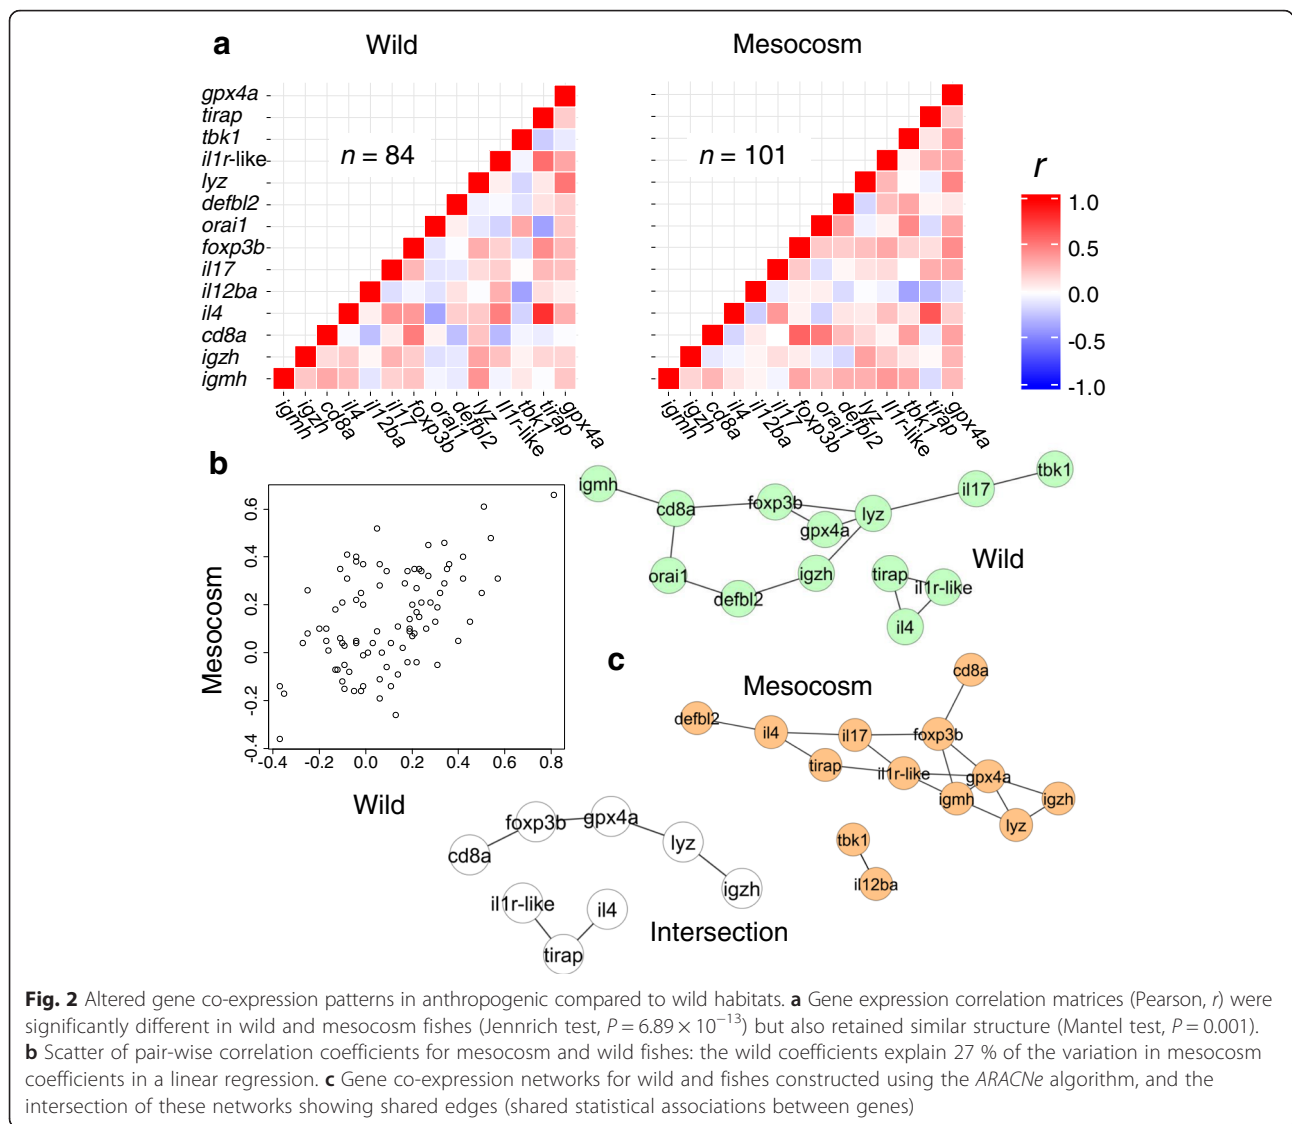 a
Wild
Mesocosm
gpx4a
tirap
tbk1
il1r-like
lyz
defbl2
orai1
foxp3b
il17
il12ba
il4
cd8a
igzh
igmh
n = 84
n = 101
r
1.0
0.5
0.0
-0.5
-1.0
igmh
igzh
cd8a
il4
il12ba
il17
foxp3b
orai1
defbl2
lyz
Il1r-like
tbk1
tirap
gpx4a
igmh
igzh
cd8a
il4
il12ba
il17
foxp3b
orai1
defbl2
lyz
Il1r-like
tbk1
tirap
gpx4a
b
Mesocosm
0.6
0.4
0.2
0.0
-0.2
-0.4
-0.4
-0.2
0.0
0.2
0.4
0.6
0.8
Wild
igmh
cd8a
foxp3b
gpx4a
lyz
il17
tbk1
orai1
defbl2
igzh
Wild
tirap
il1r-like
il4
c
Mesocosm
cd8a
defbl2
il4
il17
foxp3b
tirap
il1r-like
gpx4a
igmh
igzh
lyz
tbk1
il12ba
foxp3b
gpx4a
cd8a
lyz
igzh
il1r-like
il4
tirap
Intersection
Fig. 2 Altered gene co-expression patterns in anthropogenic compared to wild habitats. a Gene expression correlation matrices (Pearson, r) were
significantly different in wild and mesocosm fishes (Jennrich test, P = 6.89 × 10⁻¹³) but also retained similar structure (Mantel test, P = 0.001).
b Scatter of pair-wise correlation coefficients for mesocosm and wild fishes: the wild coefficients explain 27 % of the variation in mesocosm
coefficients in a linear regression. c Gene co-expression networks for wild and fishes constructed using the ARACNe algorithm, and the
intersection of these networks showing shared edges (shared statistical associations between genes)